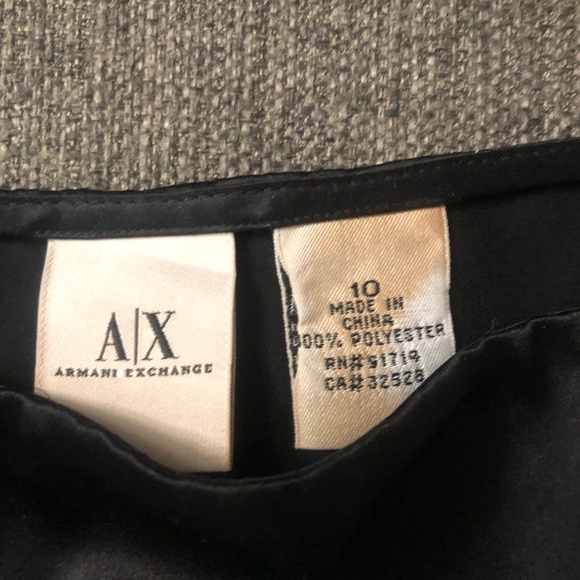 A|X
ARMANI EXCHANGE
10
MADE IN
CHINA
100% POLYESTER
RN# 91719
CA# 32528